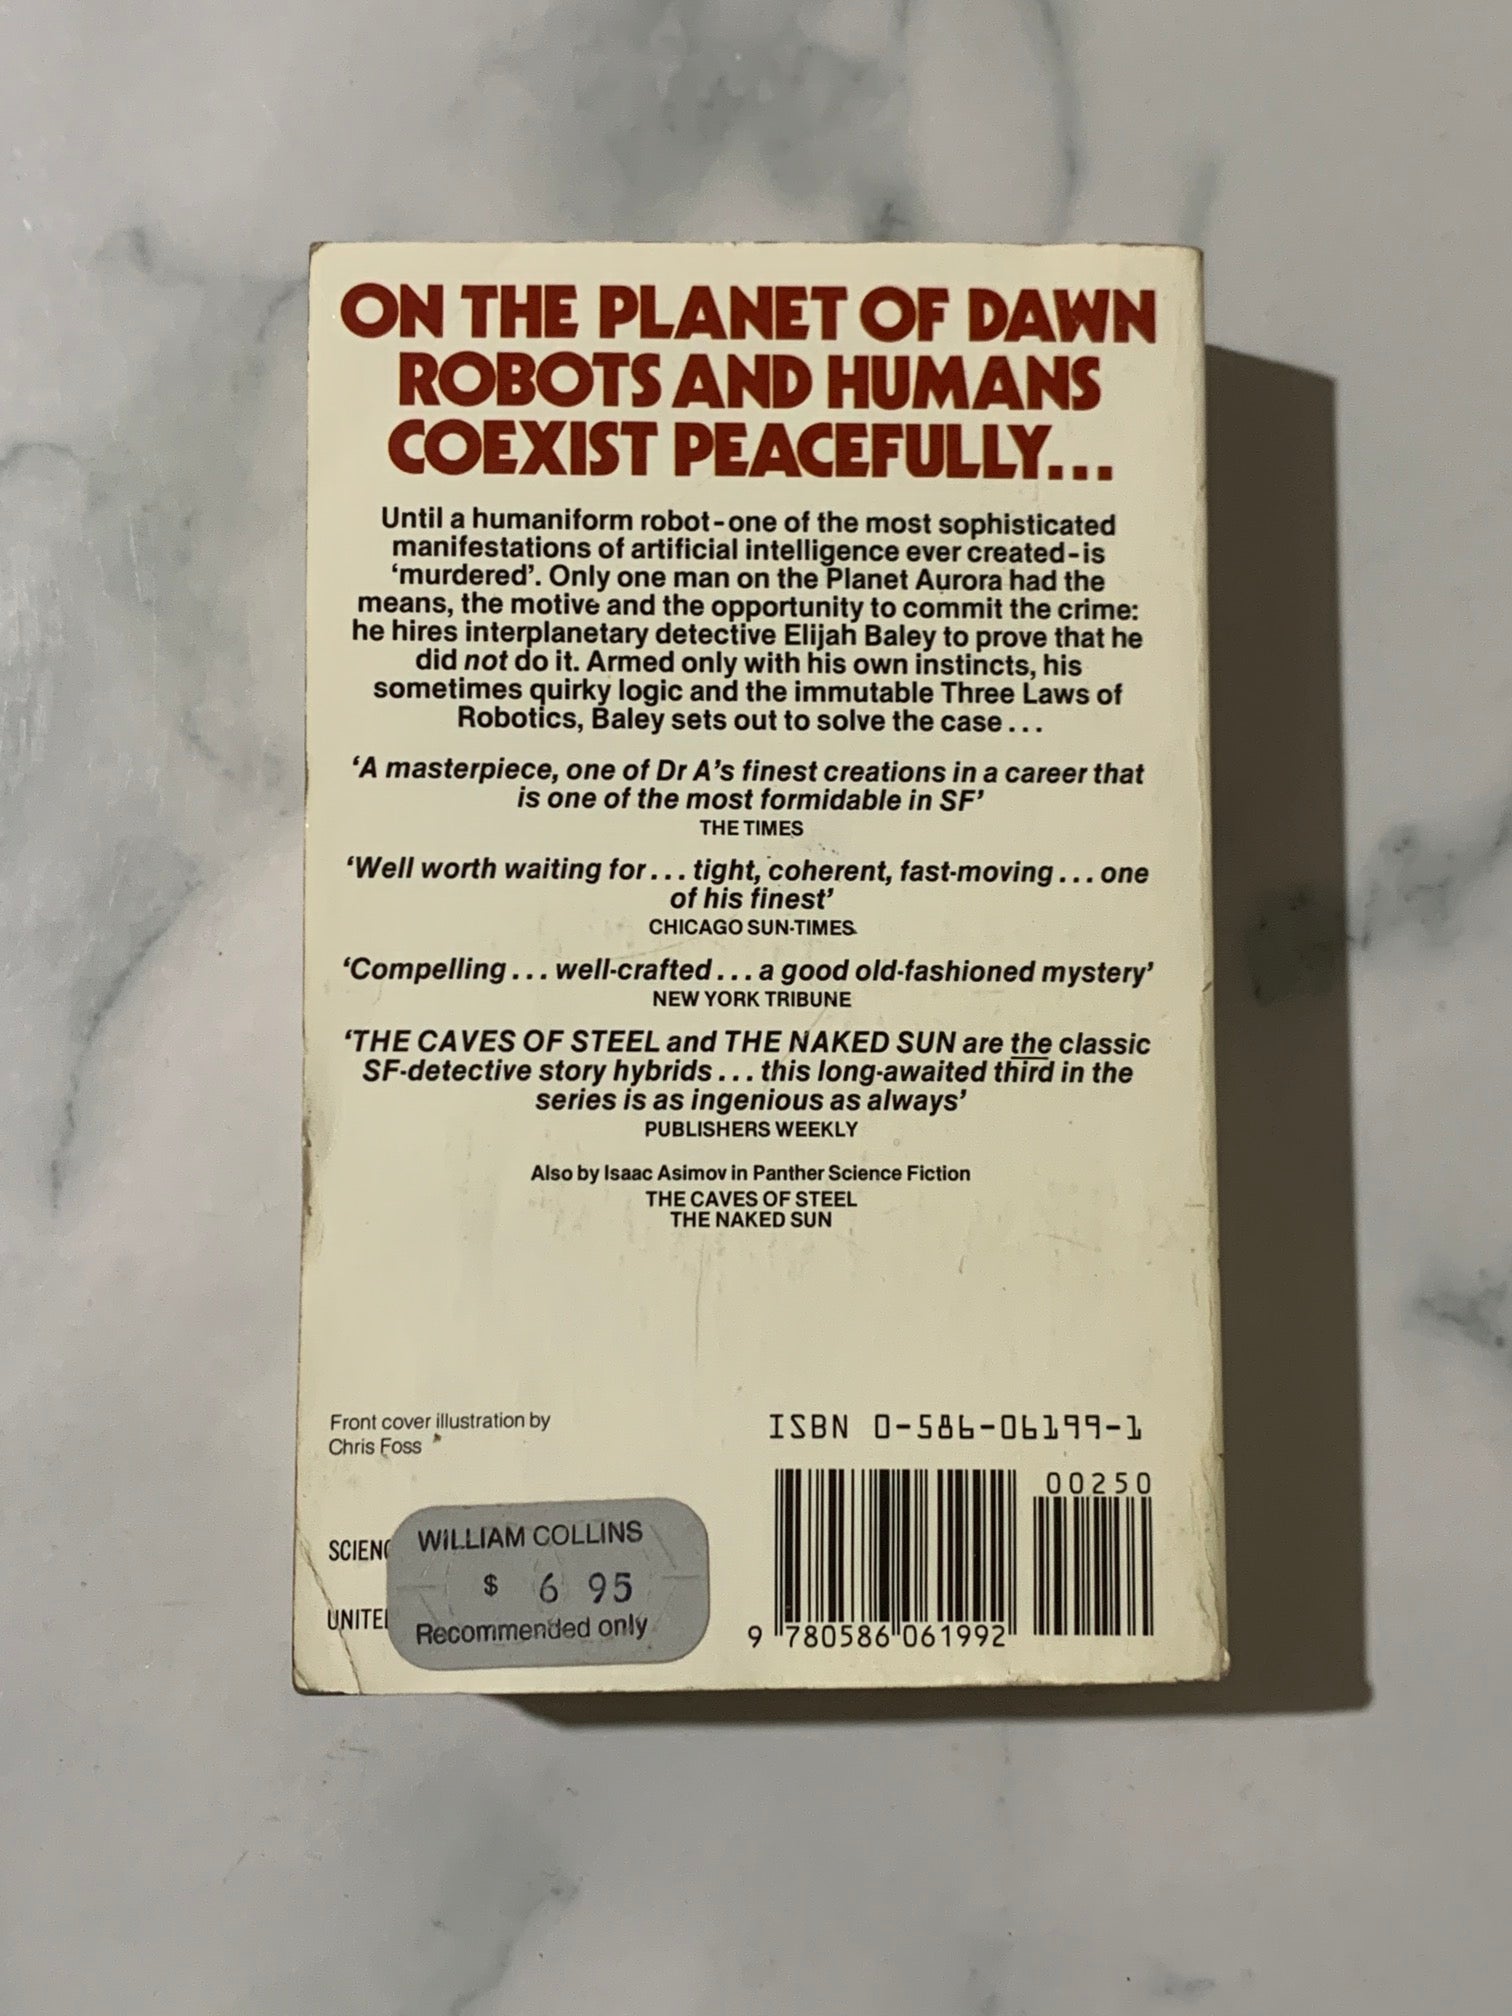 ON THE PLANET OF DAWN
ROBOTS AND HUMANS
COEXIST PEACEFULLY...
Until a humaniform robot-one of the most sophisticated
manifestations of artificial intelligence ever created-is
‘murdered’. Only one man on the Planet Aurora had the
means, the motive and the opportunity to commit the crime:
he hires interplanetary detective Elijah Baley to prove that he
did not do it. Armed only with his own instincts, his
sometimes quirky logic and the immutable Three Laws of
Robotics, Baley sets out to solve the case...
‘A masterpiece, one of Dr A’s finest creations in a career that
is one of the most formidable in SF’
THE TIMES
‘Well worth waiting for... tight, coherent, fast-moving... one
of his finest’
CHICAGO SUN-TIMES
‘Compelling... well-crafted... a good old-fashioned mystery’
NEW YORK TRIBUNE
‘THE CAVES OF STEEL and THE NAKED SUN are the classic
SF-detective story hybrids... this long-awaited third in the
series is as ingenious as always’
PUBLISHERS WEEKLY
Also by Isaac Asimov in Panther Science Fiction
THE CAVES OF STEEL
THE NAKED SUN
Front cover illustration by
Chris Foss
ISBN 0-586-06199-1
00250
SCIENC
UNITE
WILLIAM COLLINS
$ 6 95
Recommended only
9 780586 061992